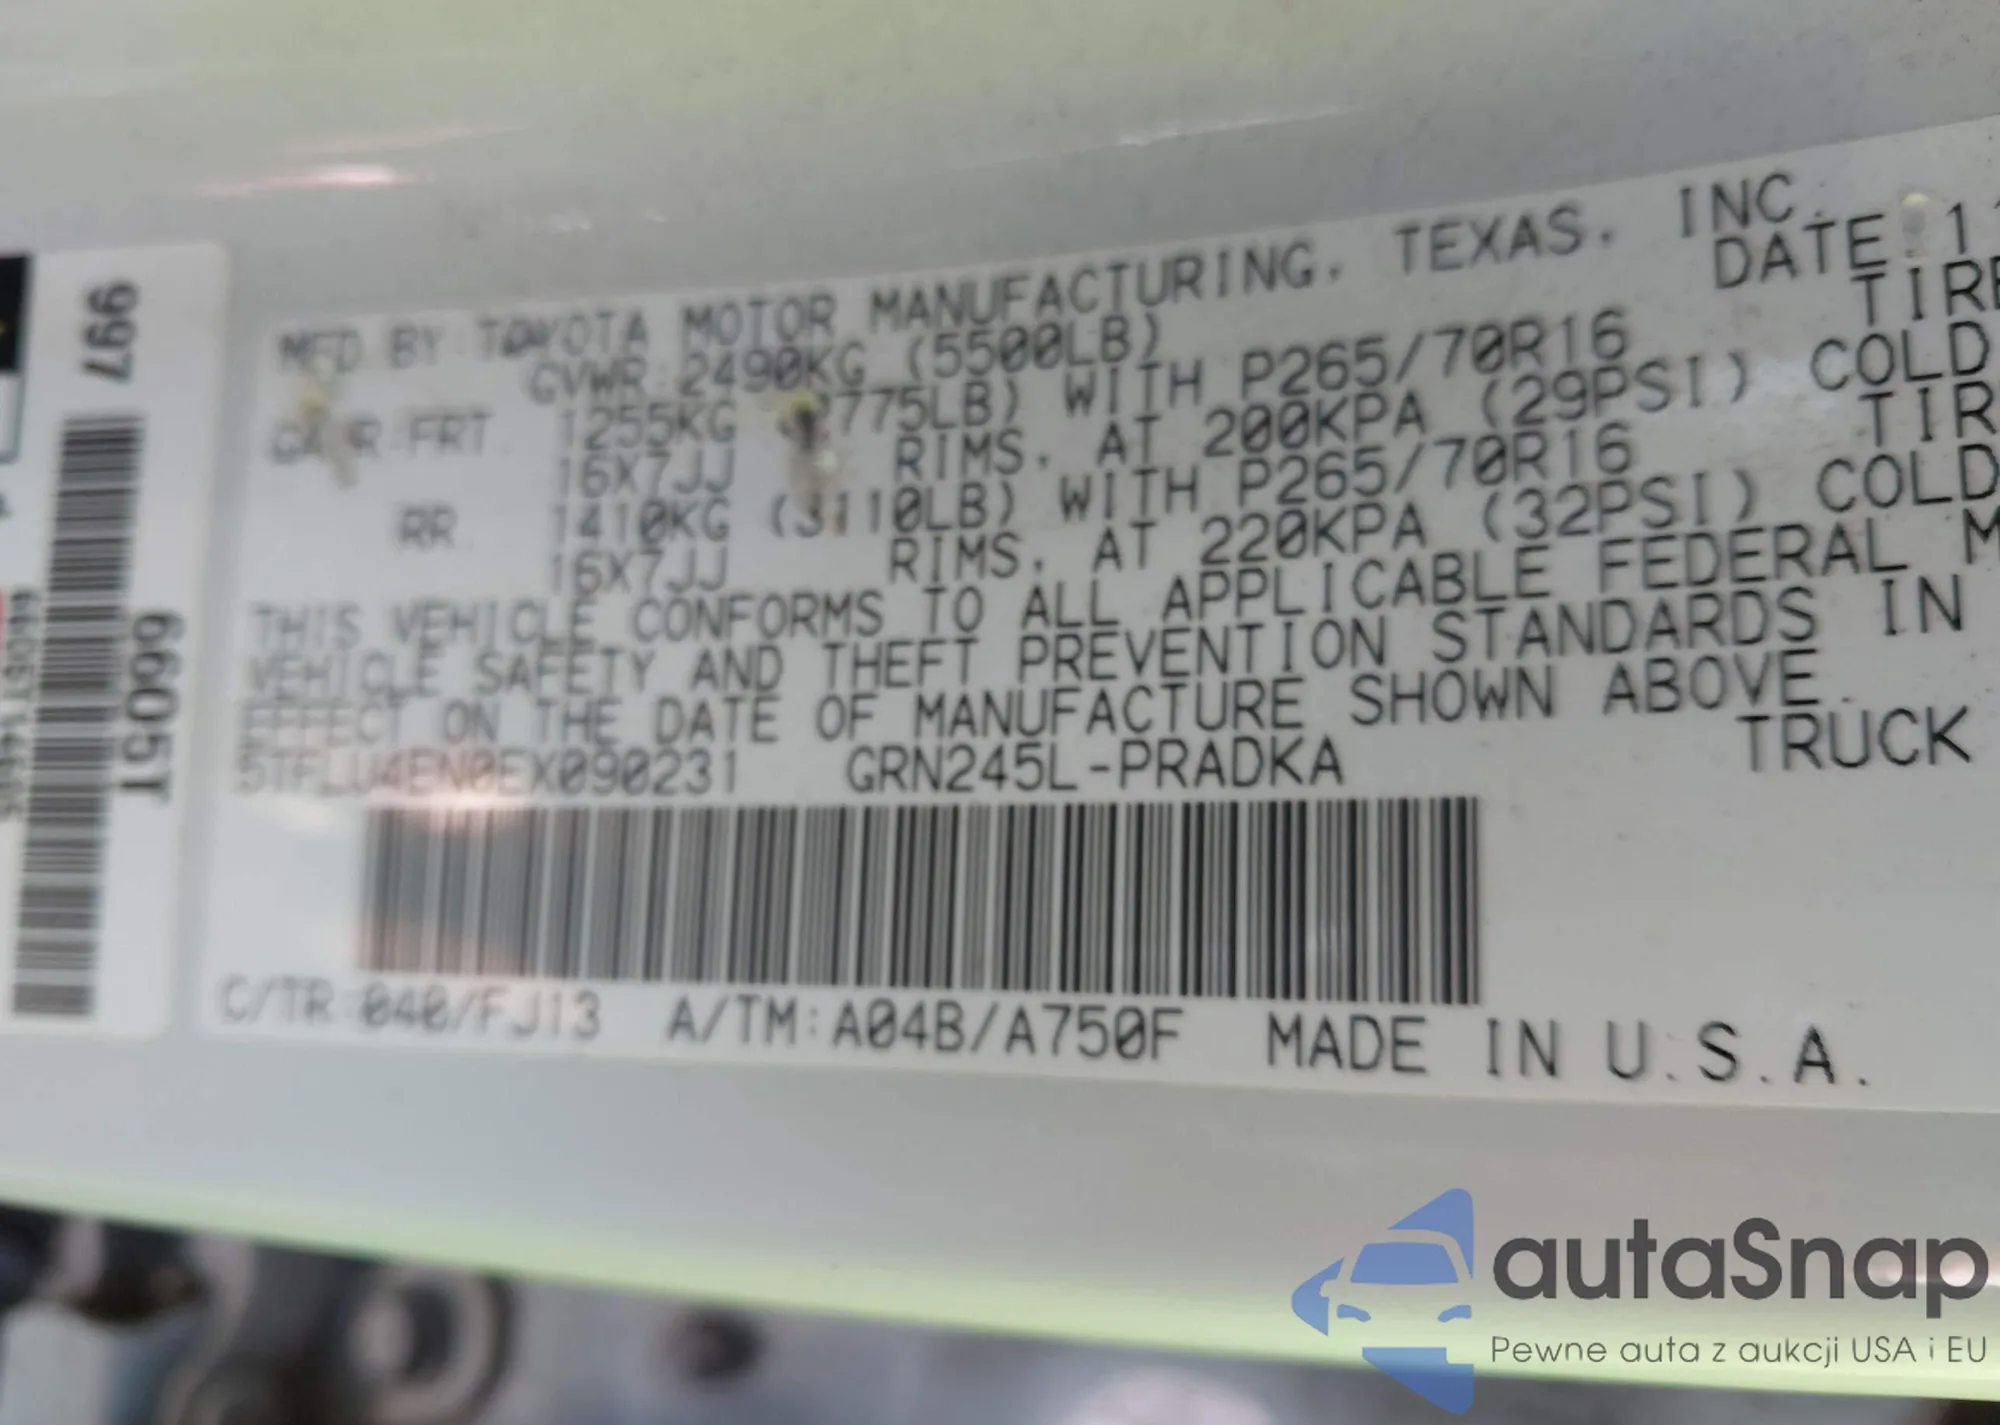 MFD BY:TOYOTA MOTOR MANUFACTURING, TEXAS, INC.
DATE:1
GVWR:2490KG (5500LB)
TIRE
GAWR:FRT. 1255KG (2775LB) WITH P265/70R16
16X7JJ RIMS, AT 200KPA (29PSI) COLD
TIR
RR. 1410KG (3110LB) WITH P265/70R16
16X7JJ RIMS, AT 220KPA (32PSI) COLD
THIS VEHICLE CONFORMS TO ALL APPLICABLE FEDERAL M
VEHICLE SAFETY AND THEFT PREVENTION STANDARDS IN
EFFECT ON THE DATE OF MANUFACTURE SHOWN ABOVE.
5TFLU4EN0EX090231 GRN245L-PRADKA TRUCK
C/TR:040/FJ13 A/TM:A04B/A750F MADE IN U.S.A.
997
6605T
autaSnap
Pewne auta z aukcji USA i EU